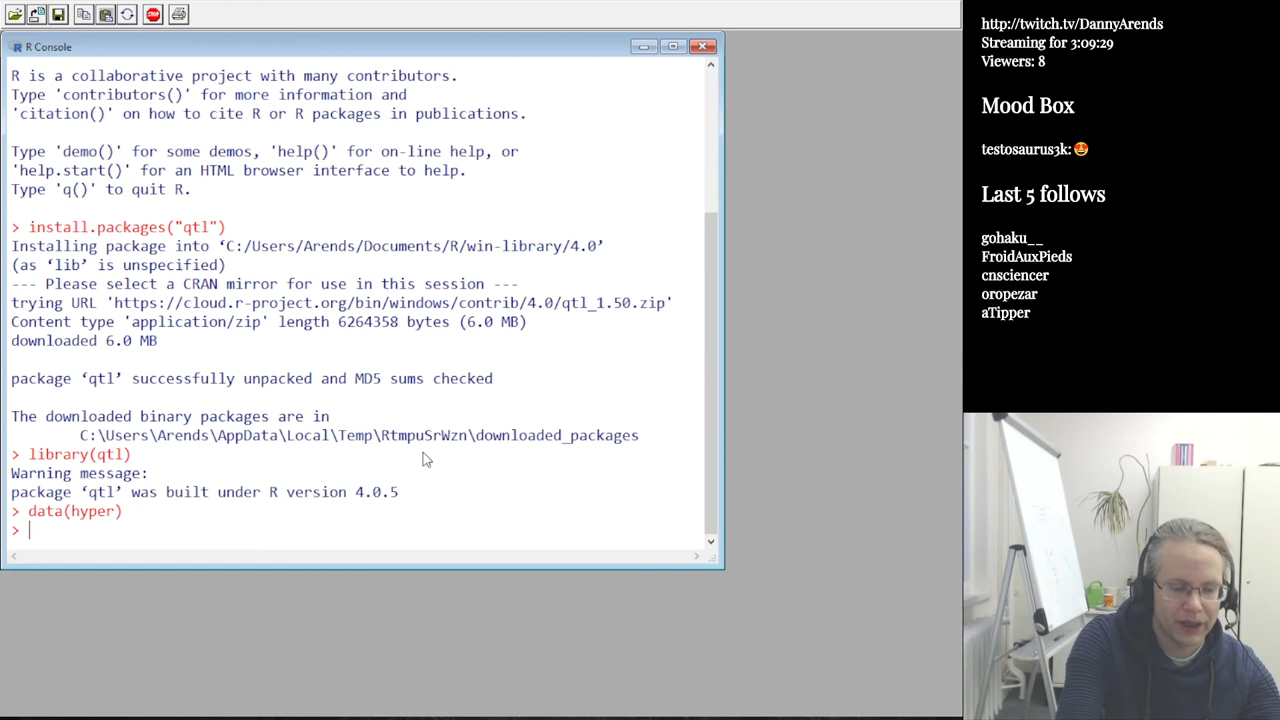 R Console
R is a collaborative project with many contributors.
Type 'contributors()' for more information and
'citation()' on how to cite R or R packages in publications.
Type 'demo()' for some demos, 'help()' for on-line help, or
'help.start()' for an HTML browser interface to help.
Type 'q()' to quit R.
> install.packages("qtl")
Installing package into ‘C:/Users/Arends/Documents/R/win-library/4.0’
(as ‘lib’ is unspecified)
--- Please select a CRAN mirror for use in this session ---
trying URL 'https://cloud.r-project.org/bin/windows/contrib/4.0/qtl_1.50.zip'
Content type 'application/zip' length 6264358 bytes (6.0 MB)
downloaded 6.0 MB
package ‘qtl’ successfully unpacked and MD5 sums checked
The downloaded binary packages are in
C:\Users\Arends\AppData\Local\Temp\RtmpuSrWzn\downloaded_packages
> library(qtl)
Warning message:
package ‘qtl’ was built under R version 4.0.5
> data(hyper)
>
http://twitch.tv/DannyArends
Streaming for 3:09:29
Viewers: 8
Mood Box
testosaurus3k: 😍
Last 5 follows
gohaku__
FroidAuxPieds
cnsciencer
oropezar
aTipper